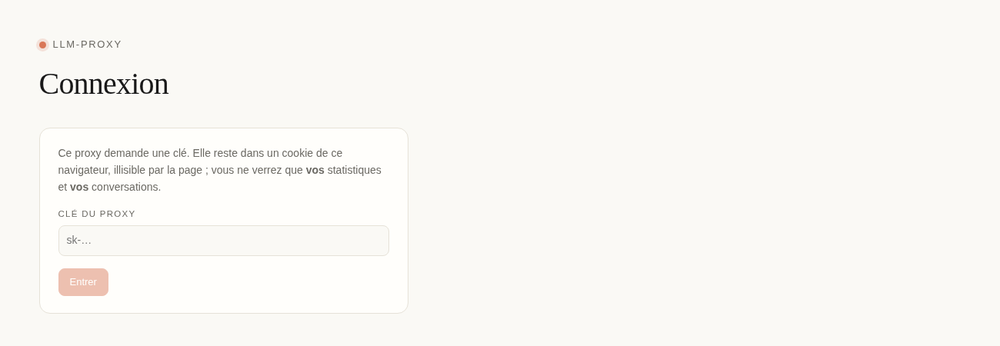 LLM-PROXY
Connexion
Ce proxy demande une clé. Elle reste dans un cookie de ce
navigateur, illisible par la page ; vous ne verrez que vos statistiques
et vos conversations.
CLÉ DU PROXY
sk-…
Entrer